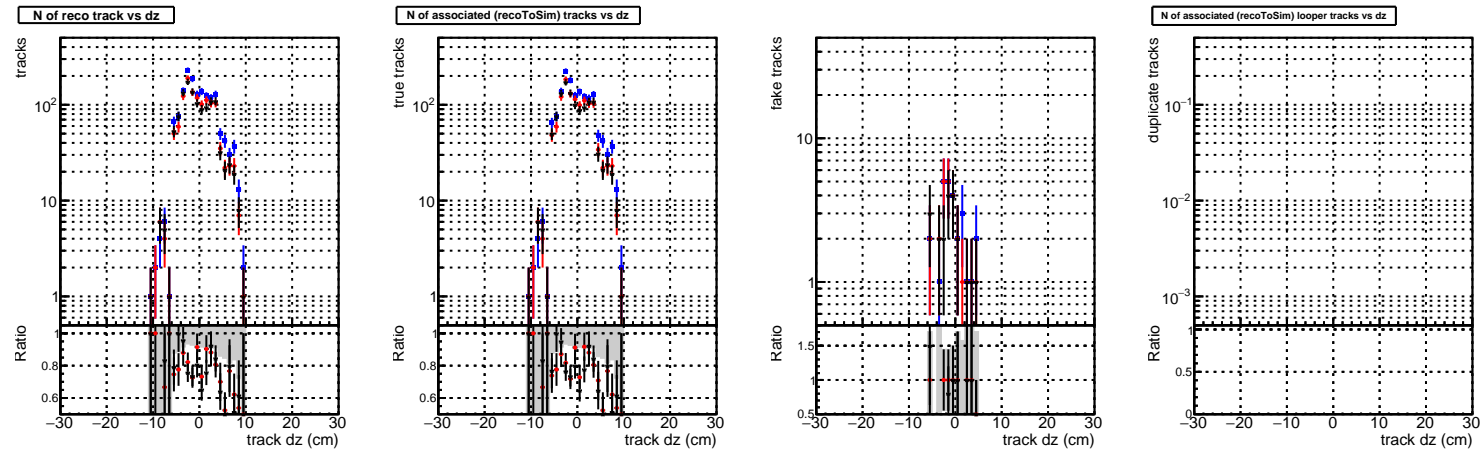 N of reco track vs dz
tracks
10²
10
1
Ratio
1
0.8
0.6
−30 −20 −10 0 10 20 30
track dz (cm)
N of associated (recoToSim) tracks vs dz
true tracks
10²
10
1
Ratio
1
0.8
0.6
−30 −20 −10 0 10 20 30
track dz (cm)
fake tracks
10
1
Ratio
1.5
1
0.5
−30 −20 −10 0 10 20 30
track dz (cm)
N of associated (recoToSim) looper tracks vs dz
duplicate tracks
10⁻¹
10⁻²
10⁻³
Ratio
1
0.5
0
−30 −20 −10 0 10 20 30
track dz (cm)